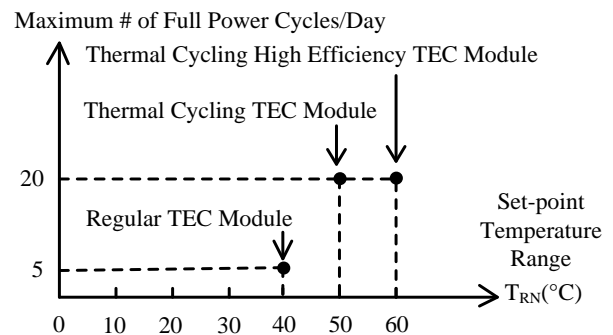 Maximum # of Full Power Cycles/Day
Thermal Cycling High Efficiency TEC Module
Thermal Cycling TEC Module
20
Regular TEC Module
Set-point
Temperature
Range
5
T_RN(°C)
0 10 20 30 40 50 60